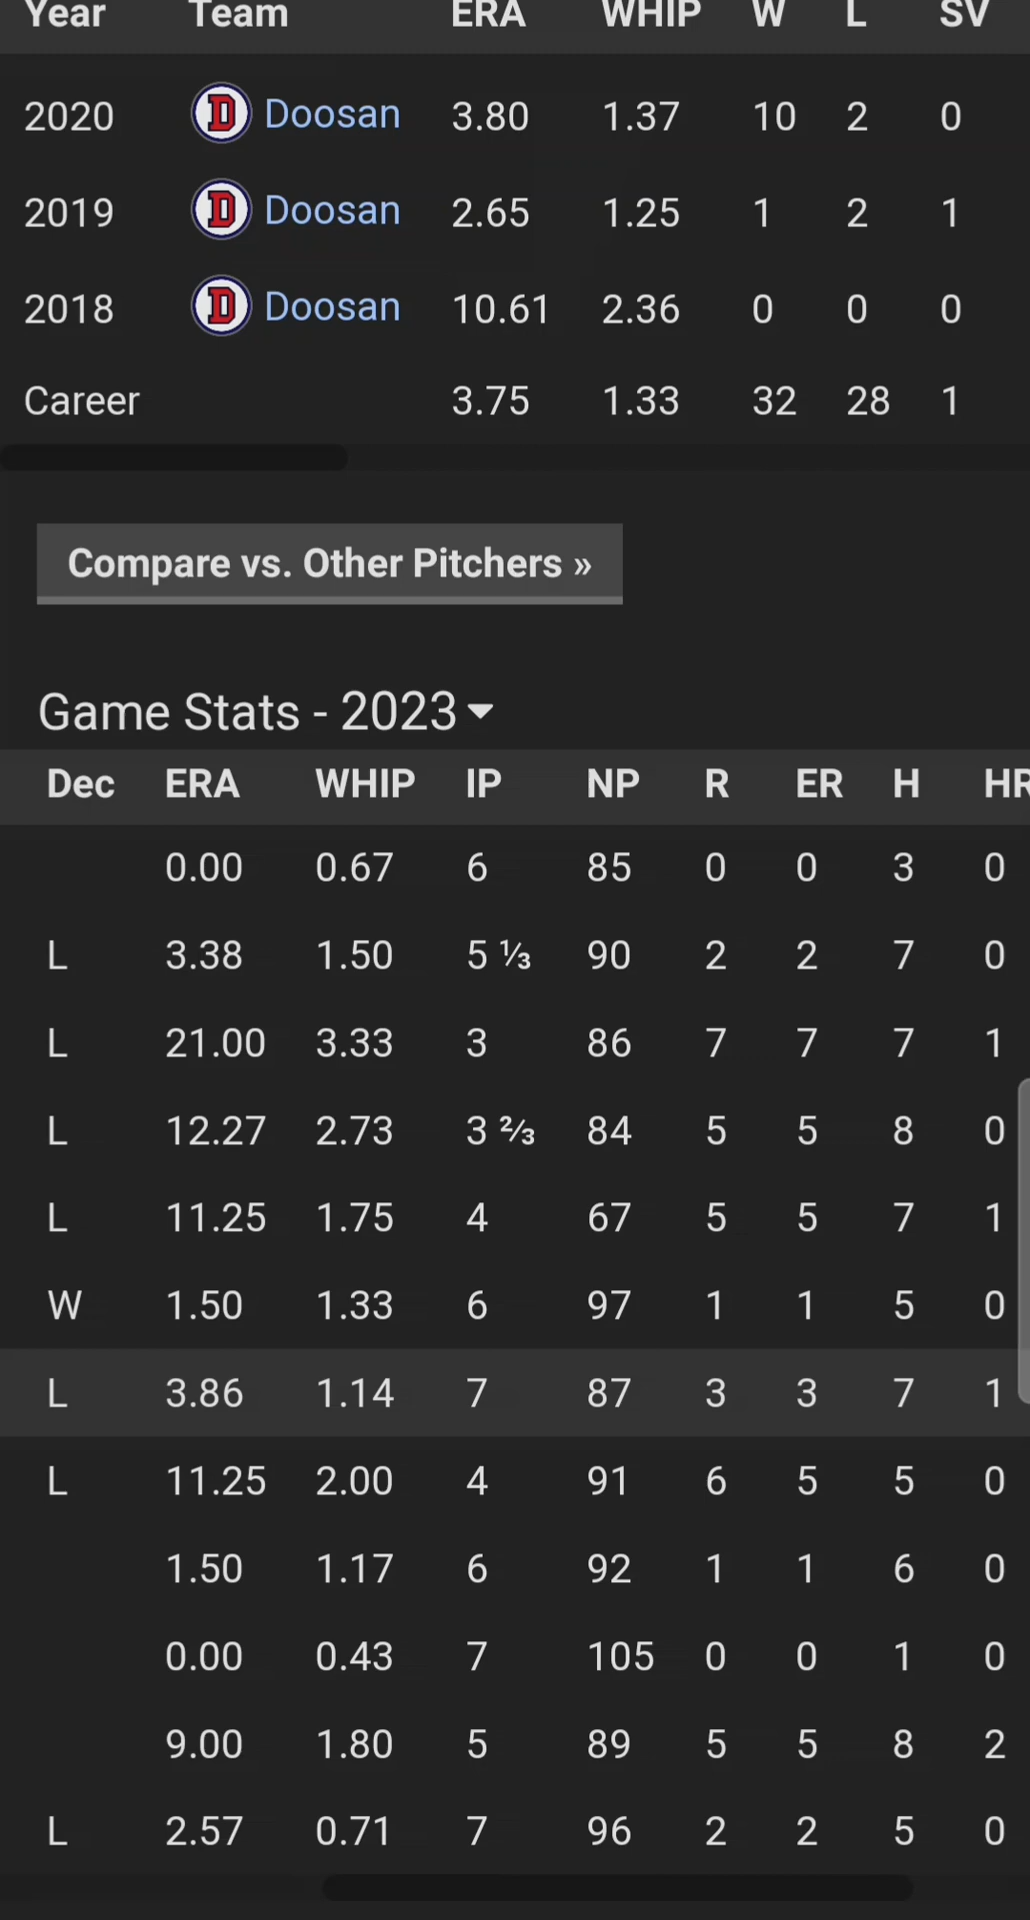 Year Team ERA WHIP W L SV
2020 D Doosan 3.80 1.37 10 2 0
2019 D Doosan 2.65 1.25 1 2 1
2018 D Doosan 10.61 2.36 0 0 0
Career 3.75 1.33 32 28 1
Compare vs. Other Pitchers »
Game Stats - 2023
Dec ERA WHIP IP NP R ER H HR
0.00 0.67 6 85 0 0 3 0
L 3.38 1.50 5 ⅓ 90 2 2 7 0
L 21.00 3.33 3 86 7 7 7 1
L 12.27 2.73 3 ⅔ 84 5 5 8 0
L 11.25 1.75 4 67 5 5 7 1
W 1.50 1.33 6 97 1 1 5 0
L 3.86 1.14 7 87 3 3 7 1
L 11.25 2.00 4 91 6 5 5 0
1.50 1.17 6 92 1 1 6 0
0.00 0.43 7 105 0 0 1 0
9.00 1.80 5 89 5 5 8 2
L 2.57 0.71 7 96 2 2 5 0